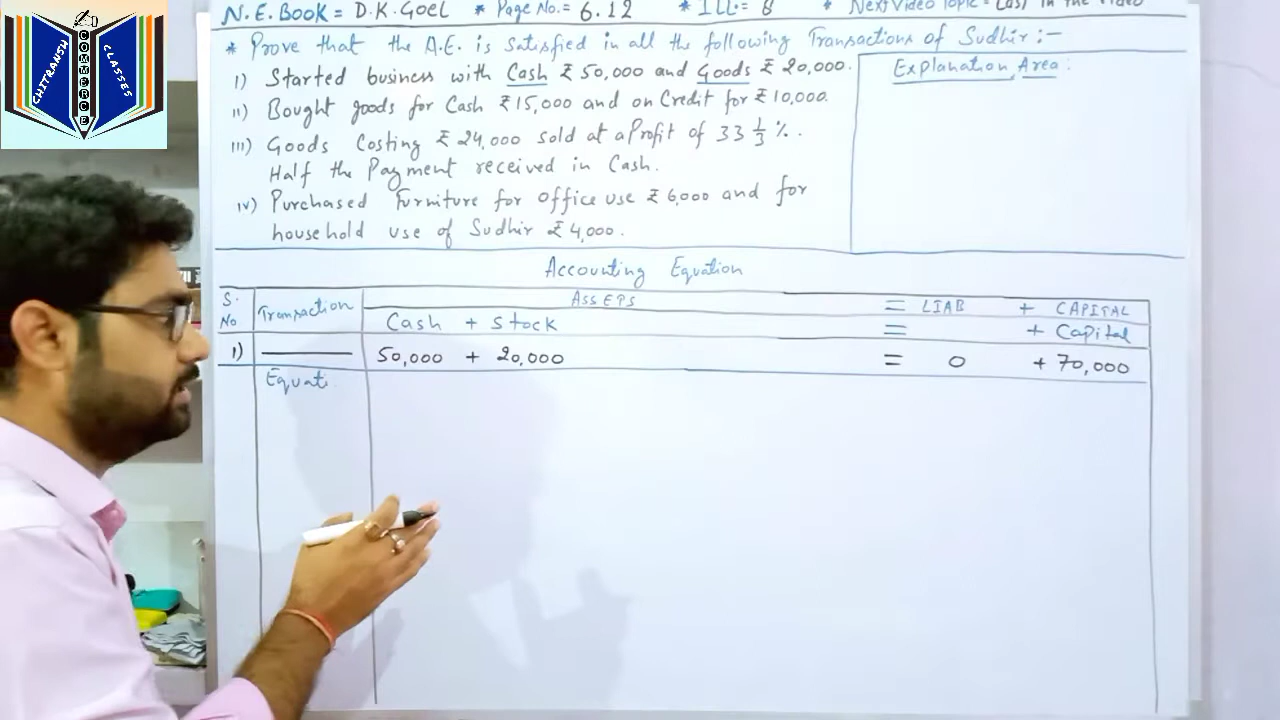 N.E. Book = D.K. Goel * Page No. = 6.12 * ILL = 8 * Next Video Topic = Last in the Video
* Prove that the A.E. is satisfied in all the following Transactions of Sudhir :-
i) Started business with Cash ₹ 50,000 and Goods ₹ 20,000.
ii) Bought goods for Cash ₹ 15,000 and on Credit for ₹ 10,000.
iii) Goods Costing ₹ 24,000 sold at a Profit of 33 1/3 %.
Half the Payment received in Cash.
iv) Purchased Furniture for office use ₹ 6,000 and for
household use of Sudhir ₹ 4,000.
Explanation Area :
CHITRANSH
COMMERCE
CLASSES
Accounting Equation
S. No Transaction ASSETS = LIAB + CAPITAL
Cash + Stock = + Capital
1) 50,000 + 20,000 = 0 + 70,000
Equati